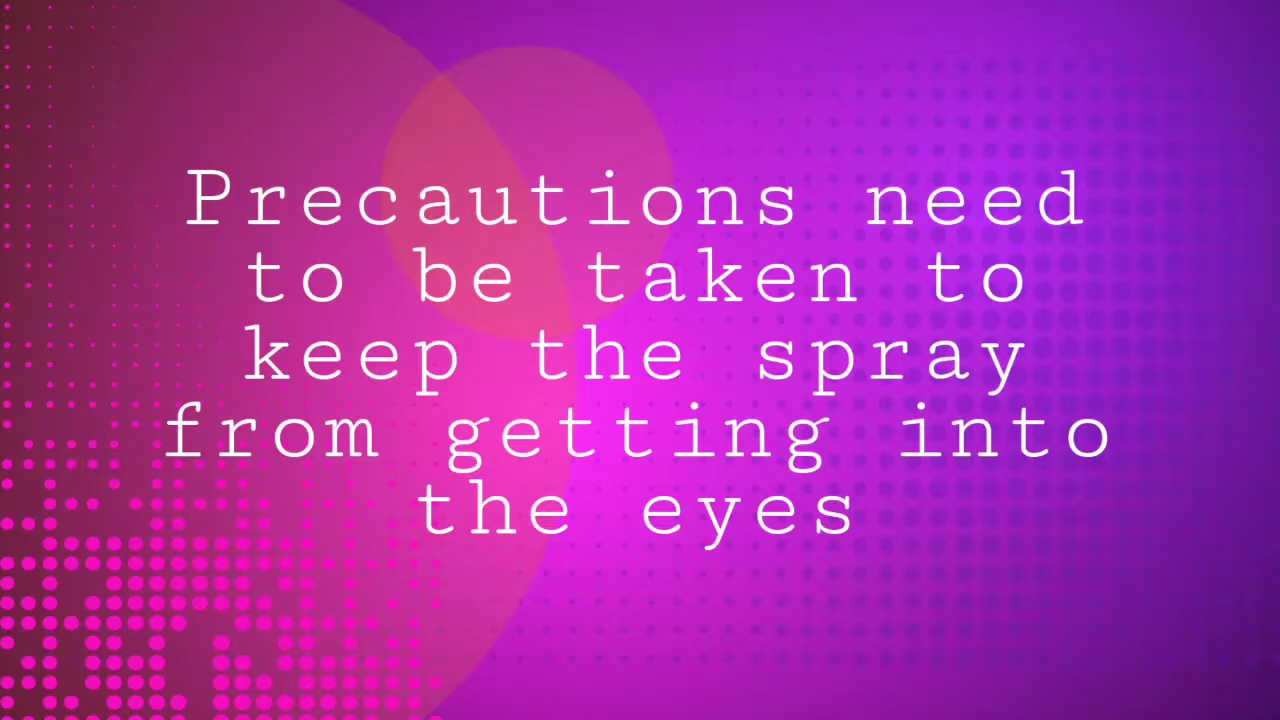 Precautions need
to be taken to
keep the spray
from getting into
the eyes